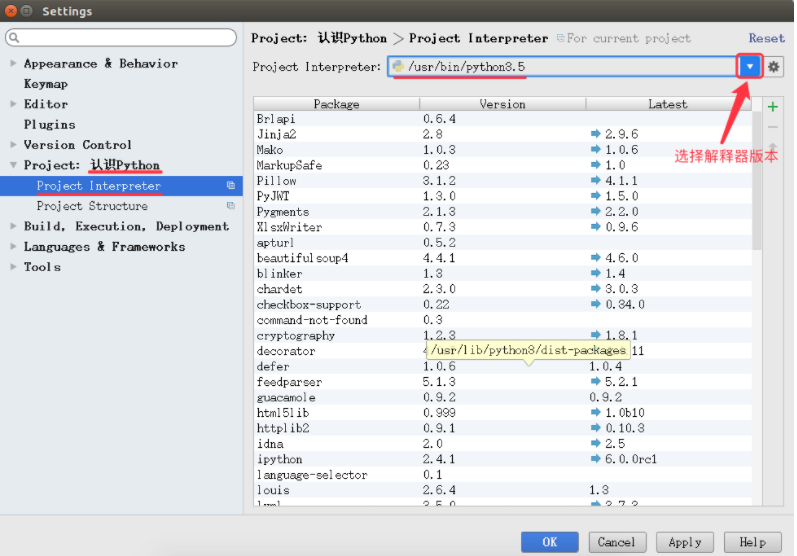 Settings
Project: 认识Python > Project Interpreter For current project Reset
Appearance & Behavior
Keymap
Editor
Plugins
Version Control
Project: 认识Python
Project Interpreter
Project Structure
Build, Execution, Deployment
Languages & Frameworks
Tools
Project Interpreter: /usr/bin/python3.5
选择解释器版本
Package Version Latest
Brlapi 0.6.4
Jinja2 2.8 2.9.6
Mako 1.0.3 1.0.6
MarkupSafe 0.23 1.0
Pillow 3.1.2 4.1.1
PyJWT 1.3.0 1.5.0
Pygments 2.1.3 2.2.0
XlsxWriter 0.7.3 0.9.6
apturl 0.5.2
beautifulsoup4 4.4.1 4.6.0
blinker 1.3 1.4
chardet 2.3.0 3.0.3
checkbox-support 0.22 0.34.0
command-not-found 0.3
cryptography 1.2.3 1.8.1
decorator 4 11
/usr/lib/python3/dist-packages
defer 1.0.6 1.0.4
feedparser 5.1.3 5.2.1
guacamole 0.9.2 0.9.2
html5lib 0.999 1.0b10
httplib2 0.9.1 0.10.3
idna 2.0 2.5
ipython 2.4.1 6.0.0rc1
language-selector 0.1
louis 2.6.4 1.3
lxml 3.5.0 3.7.3
OK Cancel Apply Help